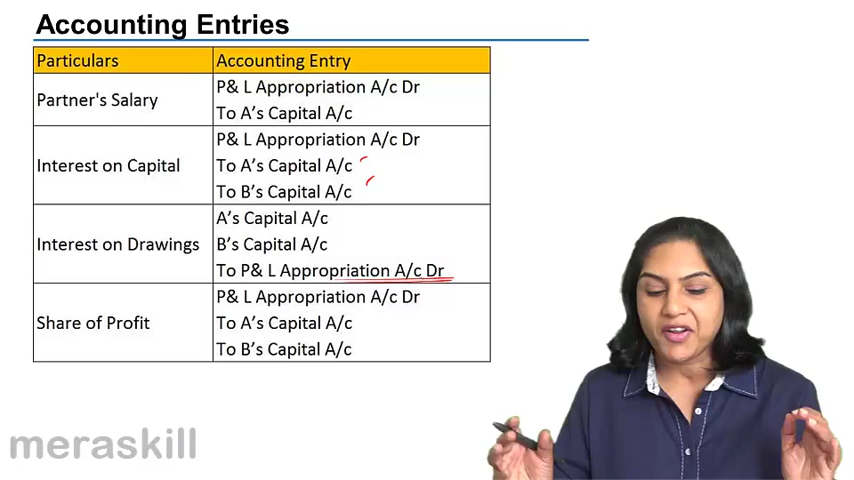 Accounting Entries
Particulars
Accounting Entry
Partner's Salary
P& L Appropriation A/c Dr
To A's Capital A/c
Interest on Capital
P& L Appropriation A/c Dr
To A's Capital A/c
To B's Capital A/c
Interest on Drawings
A's Capital A/c
B's Capital A/c
To P& L Appropriation A/c Dr
Share of Profit
P& L Appropriation A/c Dr
To A's Capital A/c
To B's Capital A/c
meraskill